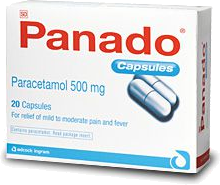 Panado®
Capsules
Paracetamol 500 mg
20 Capsules
For relief of mild to moderate pain and fever
Contains paracetamol. Read package insert.
adcock ingram